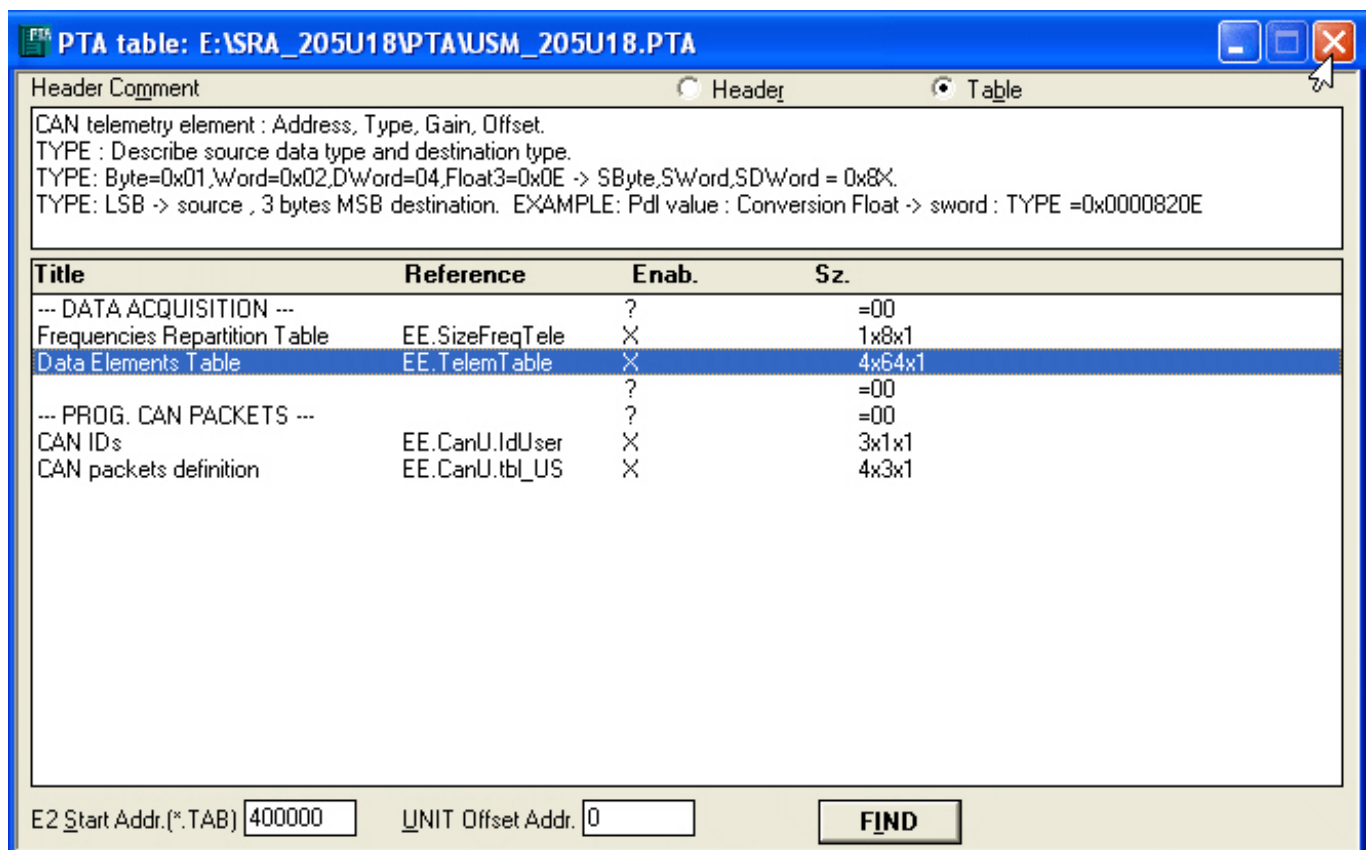 PTA PTA table: E:\SRA_205U18\PTA\USM_205U18.PTA
Header Comment Header Table
CAN telemetry element : Address, Type, Gain, Offset.
TYPE : Describe source data type and destination type.
TYPE: Byte=0x01,Word=0x02,DWord=04,Float3=0x0E -> SByte,SWord,SDWord = 0x8X.
TYPE: LSB -> source , 3 bytes MSB destination. EXAMPLE: Pdl value : Conversion Float -> sword : TYPE =0x0000820E
Title Reference Enab. Sz.
--- DATA ACQUISITION --- ? =00
Frequencies Repartition Table EE.SizeFreqTele X 1x8x1
Data Elements Table EE.TelemTable X 4x64x1
? =00
--- PROG. CAN PACKETS --- ? =00
CAN IDs EE.CanU.IdUser X 3x1x1
CAN packets definition EE.CanU.tbl_US X 4x3x1
E2 Start Addr.(*.TAB) 400000 UNIT Offset Addr. 0 FIND